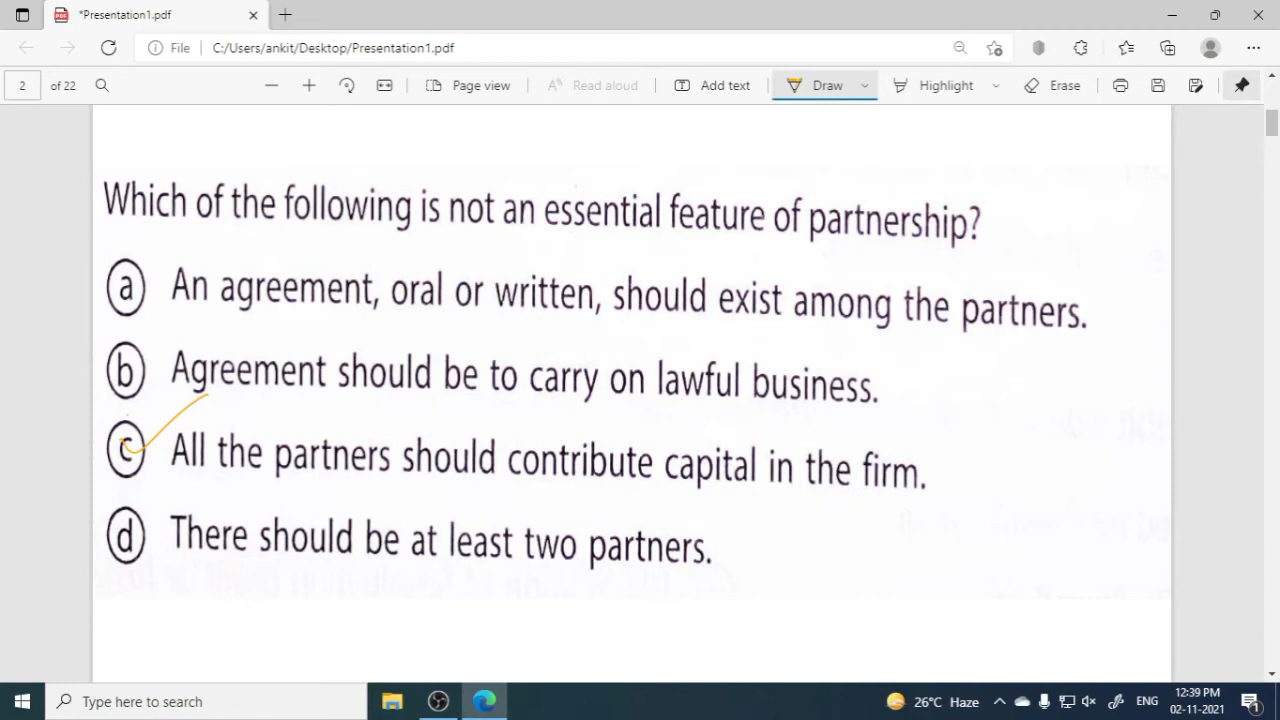 *Presentation1.pdf
File
C:/Users/ankit/Desktop/Presentation1.pdf
2 of 22
Page view
Read aloud
Add text
Draw
Highlight
Erase
Which of the following is not an essential feature of partnership?
a An agreement, oral or written, should exist among the partners.
b Agreement should be to carry on lawful business.
c All the partners should contribute capital in the firm.
d There should be at least two partners.
Type here to search
26°C Haze
ENG
12:39 PM
02-11-2021
1